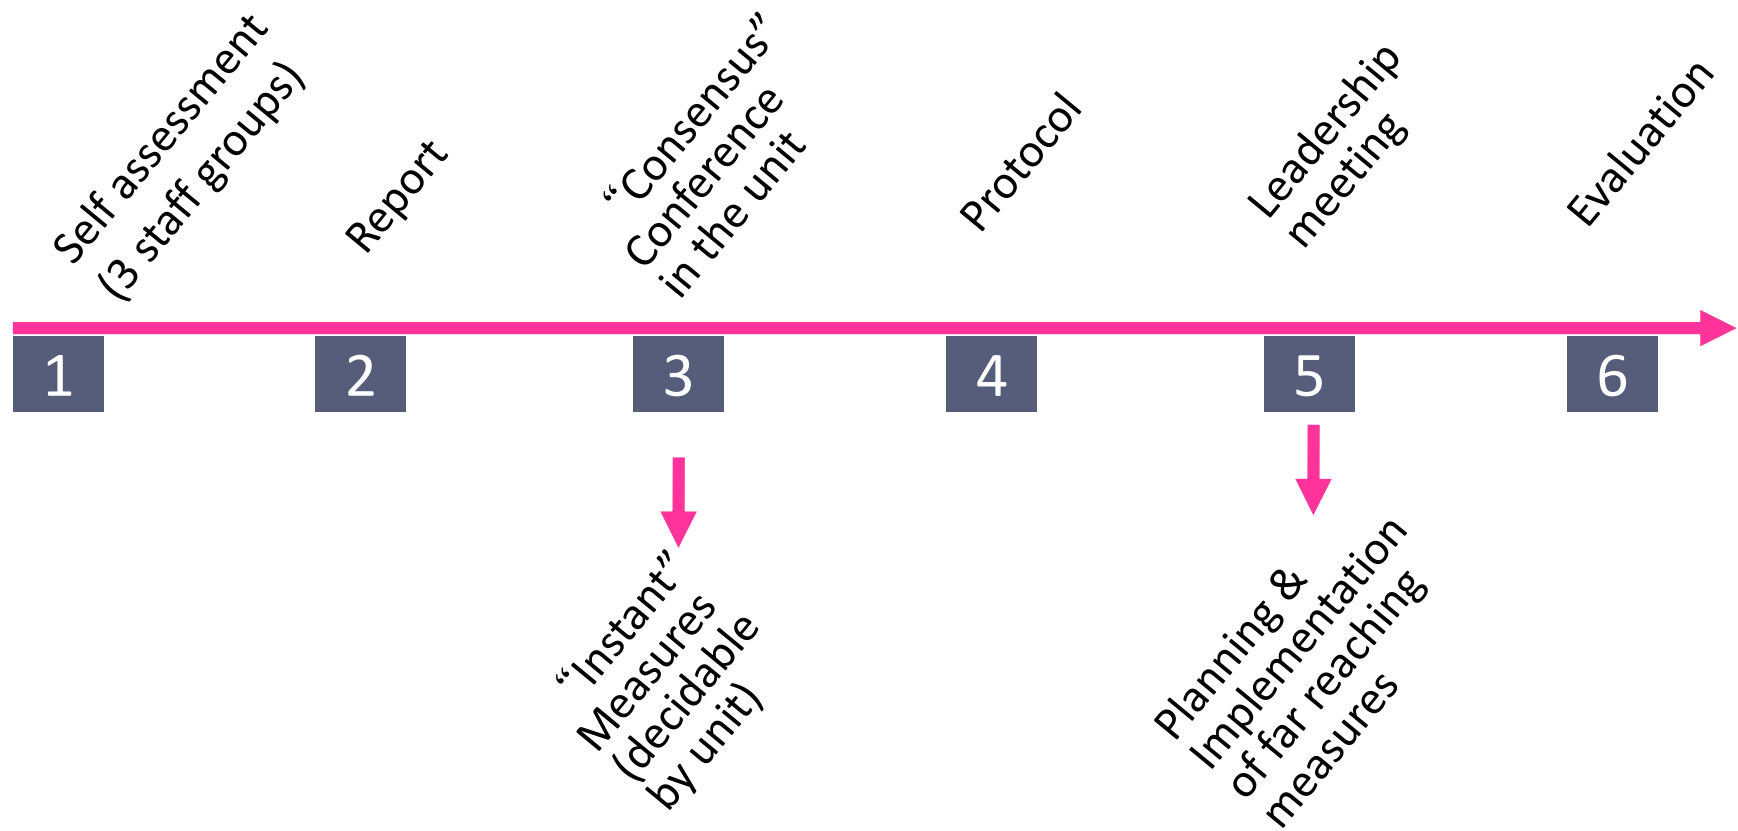 Self assessment
(3 staff groups)
Report
“Consensus”
Conference
in the unit
Protocol
Leadership
meeting
Evaluation
1
2
3
4
5
6
“Instant”
Measures
(decidable
by unit)
Planning &
Implementation
of far reaching
measures